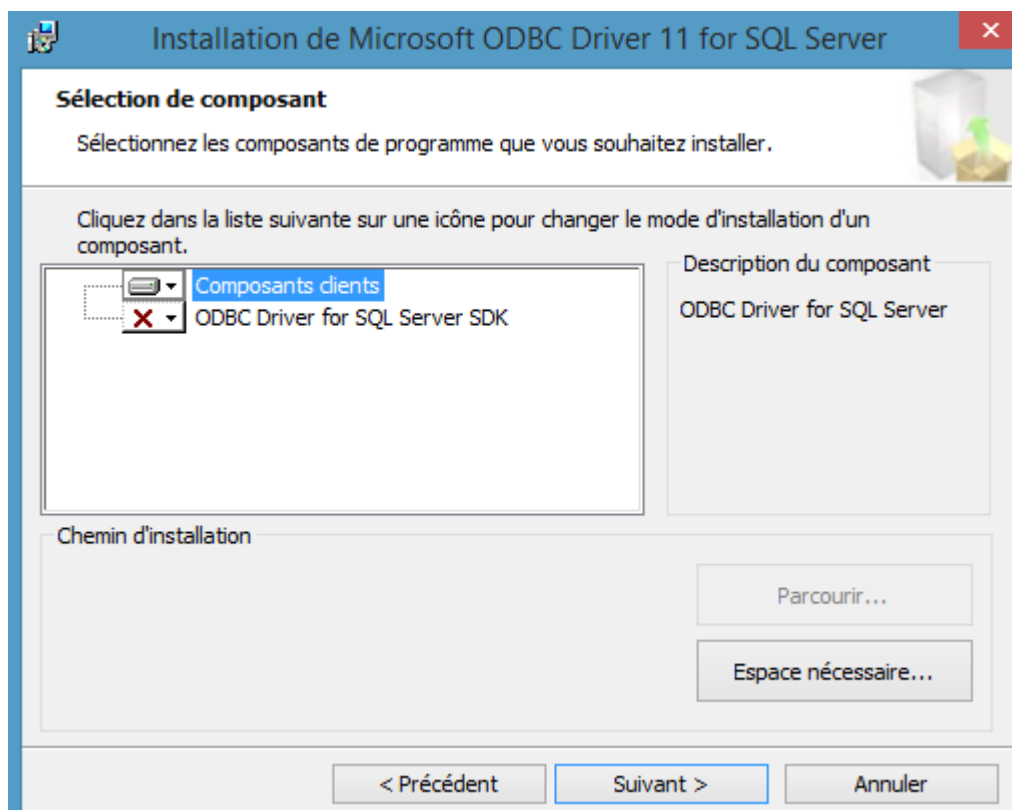 Installation de Microsoft ODBC Driver 11 for SQL Server
Sélection de composant
Sélectionnez les composants de programme que vous souhaitez installer.
Cliquez dans la liste suivante sur une icône pour changer le mode d'installation d'un
composant.
Composants clients
ODBC Driver for SQL Server SDK
Description du composant
ODBC Driver for SQL Server
Chemin d'installation
Parcourir...
Espace nécessaire...
< Précédent
Suivant >
Annuler